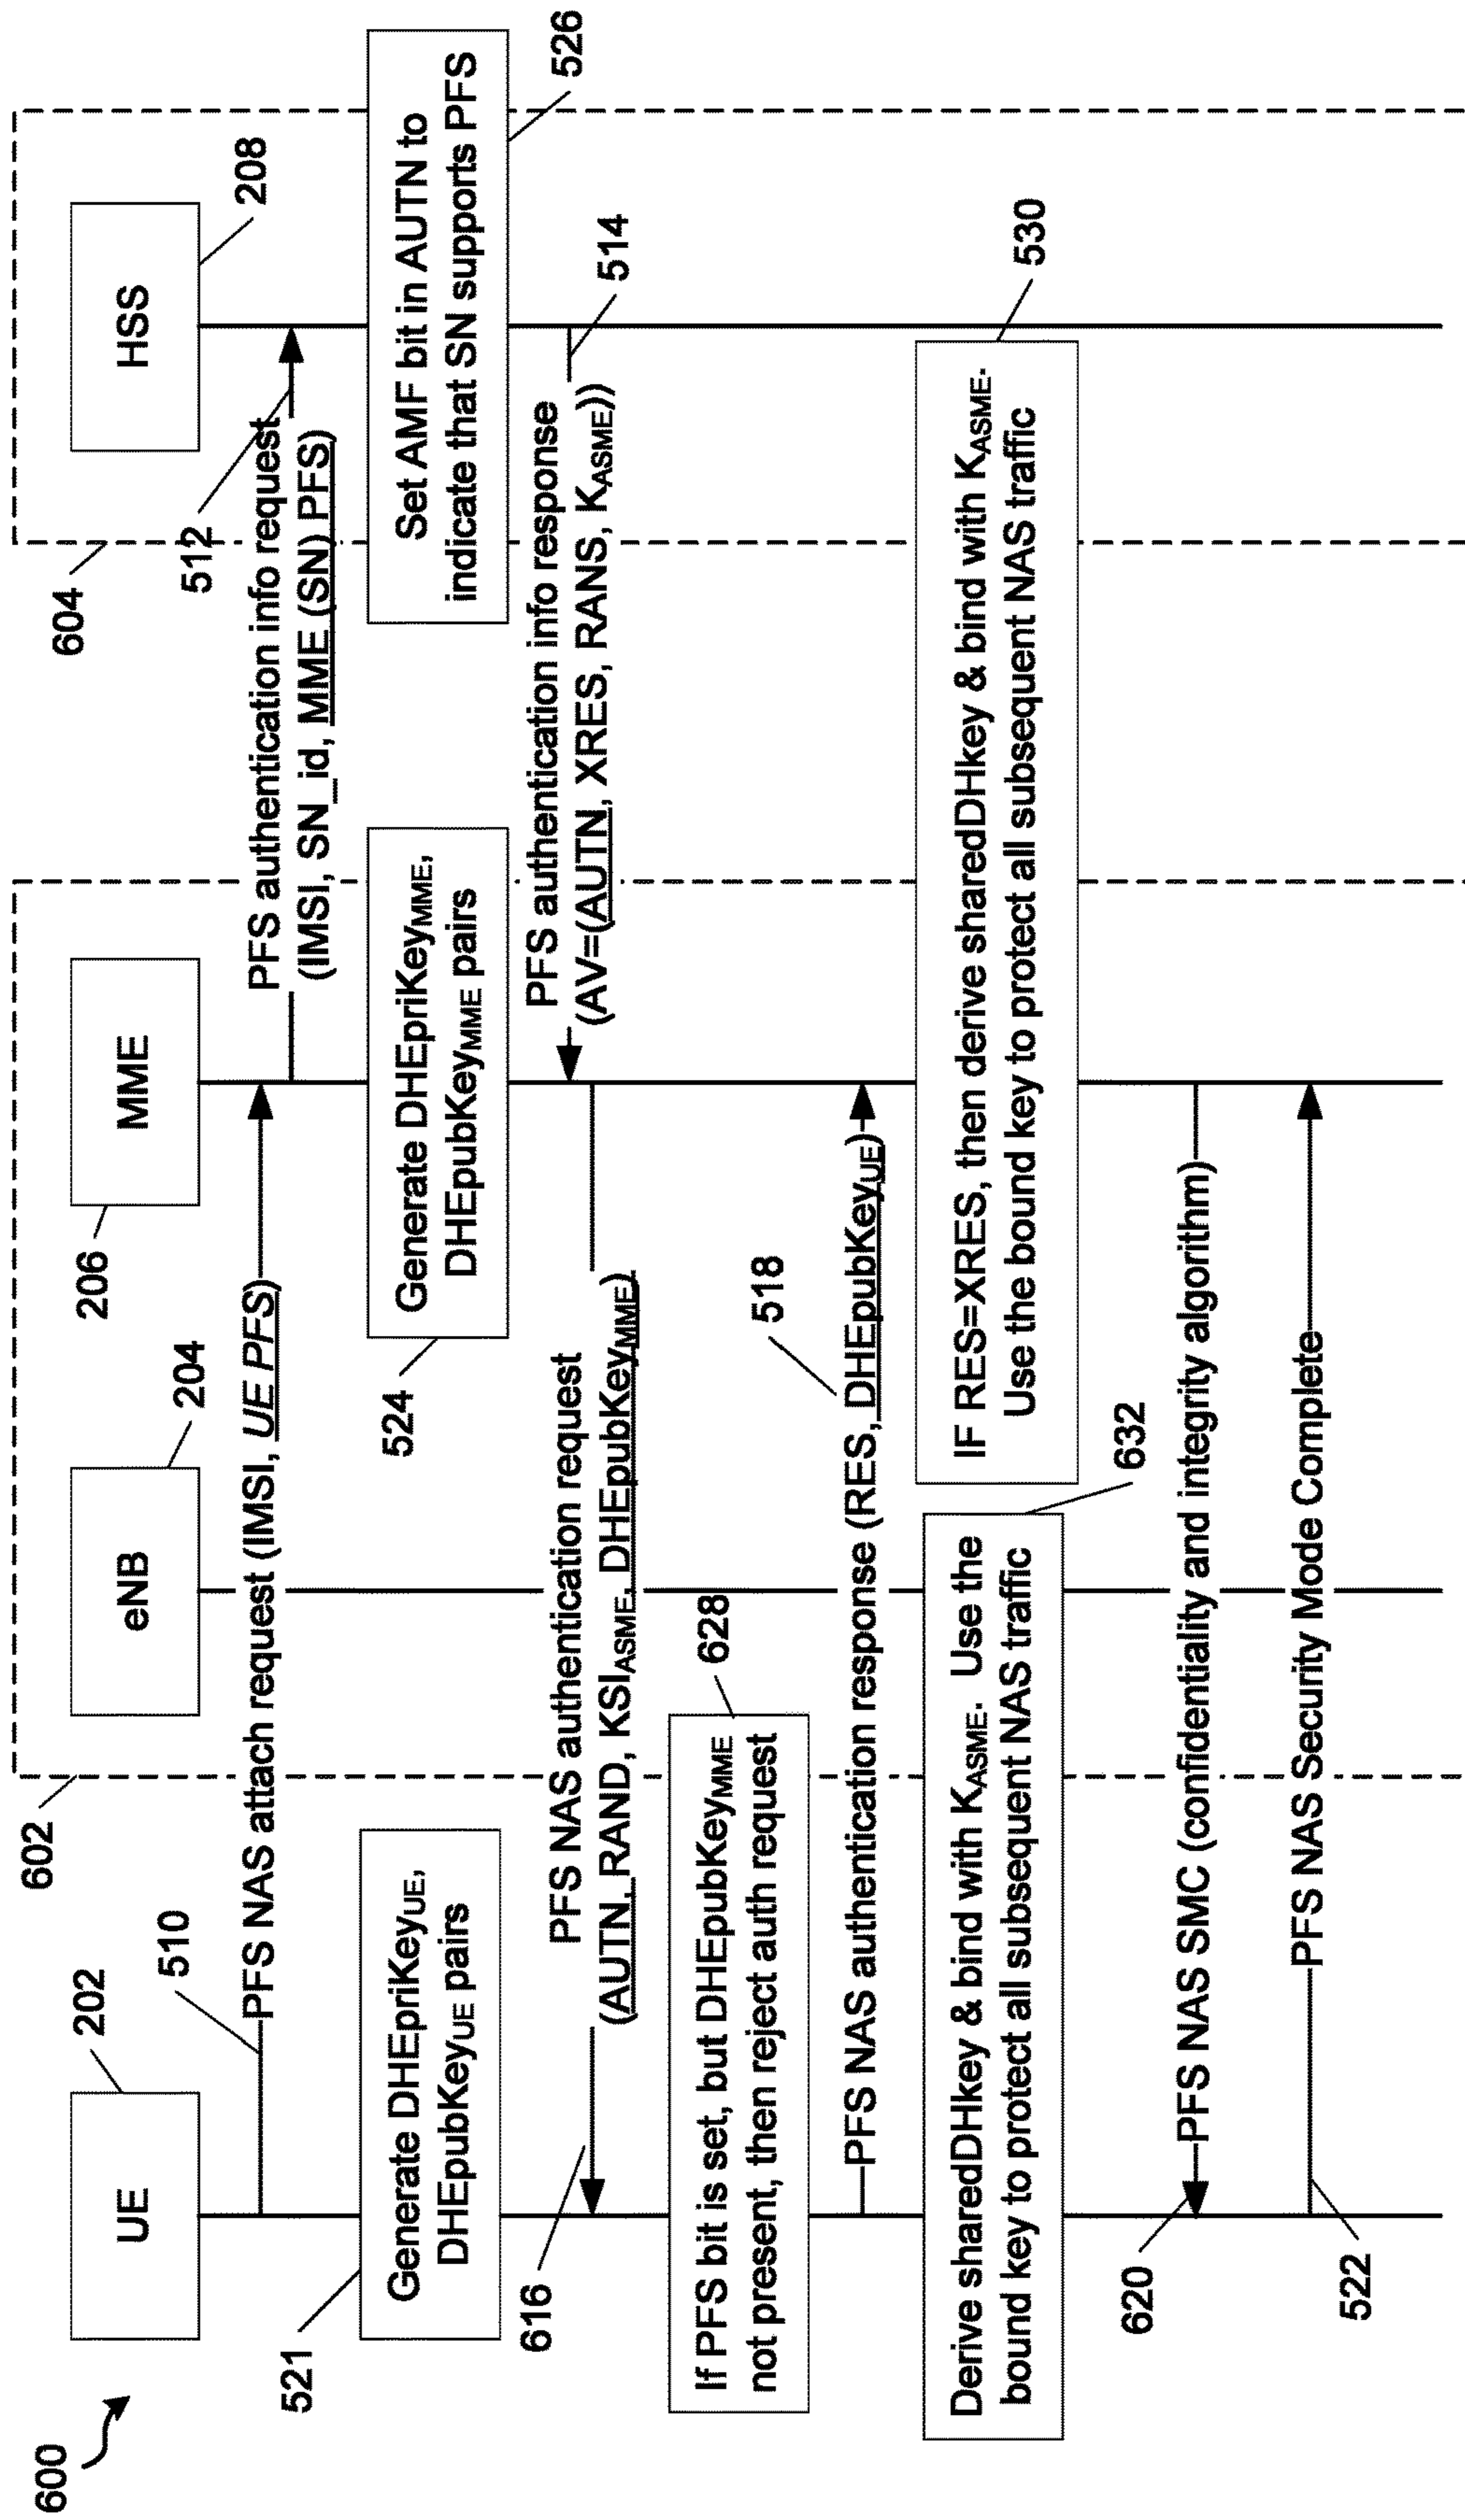 600
UE
202
602
eNB
204
MME
206
604
HSS
208
510
PFS NAS attach request (IMSI, UE PFS)
512
PFS authentication info request
(IMSI, SN_id, MME (SN) PFS)
521
Generate DHEpriKeyUE,
DHEpubKeyUE pairs
524
Generate DHEpriKeyMME,
DHEpubKeyMME pairs
Set AMF bit in AUTN to
indicate that SN supports PFS
526
PFS authentication info response
(AV=(AUTN, XRES, RANS, KASME))
514
616
PFS NAS authentication request
(AUTN, RAND, KSIASME, DHEpubKeyMME)
If PFS bit is set, but DHEpubKeyMME
not present, then reject auth request
628
518
PFS NAS authentication response (RES, DHEpubKeyUE)
Derive sharedDHkey & bind with KASME. Use the
bound key to protect all subsequent NAS traffic
632
IF RES=XRES, then derive sharedDHkey & bind with KASME.
Use the bound key to protect all subsequent NAS traffic
530
620
PFS NAS SMC (confidentiality and integrity algorithm)
522
PFS NAS Security Mode Complete